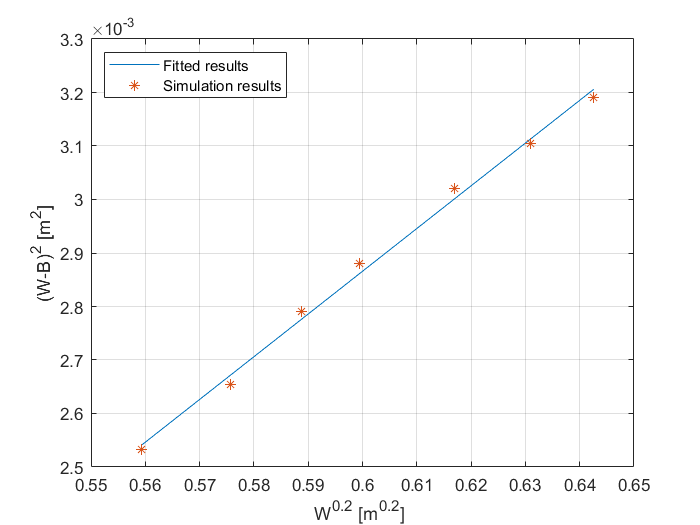 ×10⁻³
3.3
3.2
3.1
3
2.9
2.8
2.7
2.6
2.5
(W-B)² [m²]
Fitted results
Simulation results
0.55 0.56 0.57 0.58 0.59 0.6 0.61 0.62 0.63 0.64 0.65
W^0.2 [m^0.2]